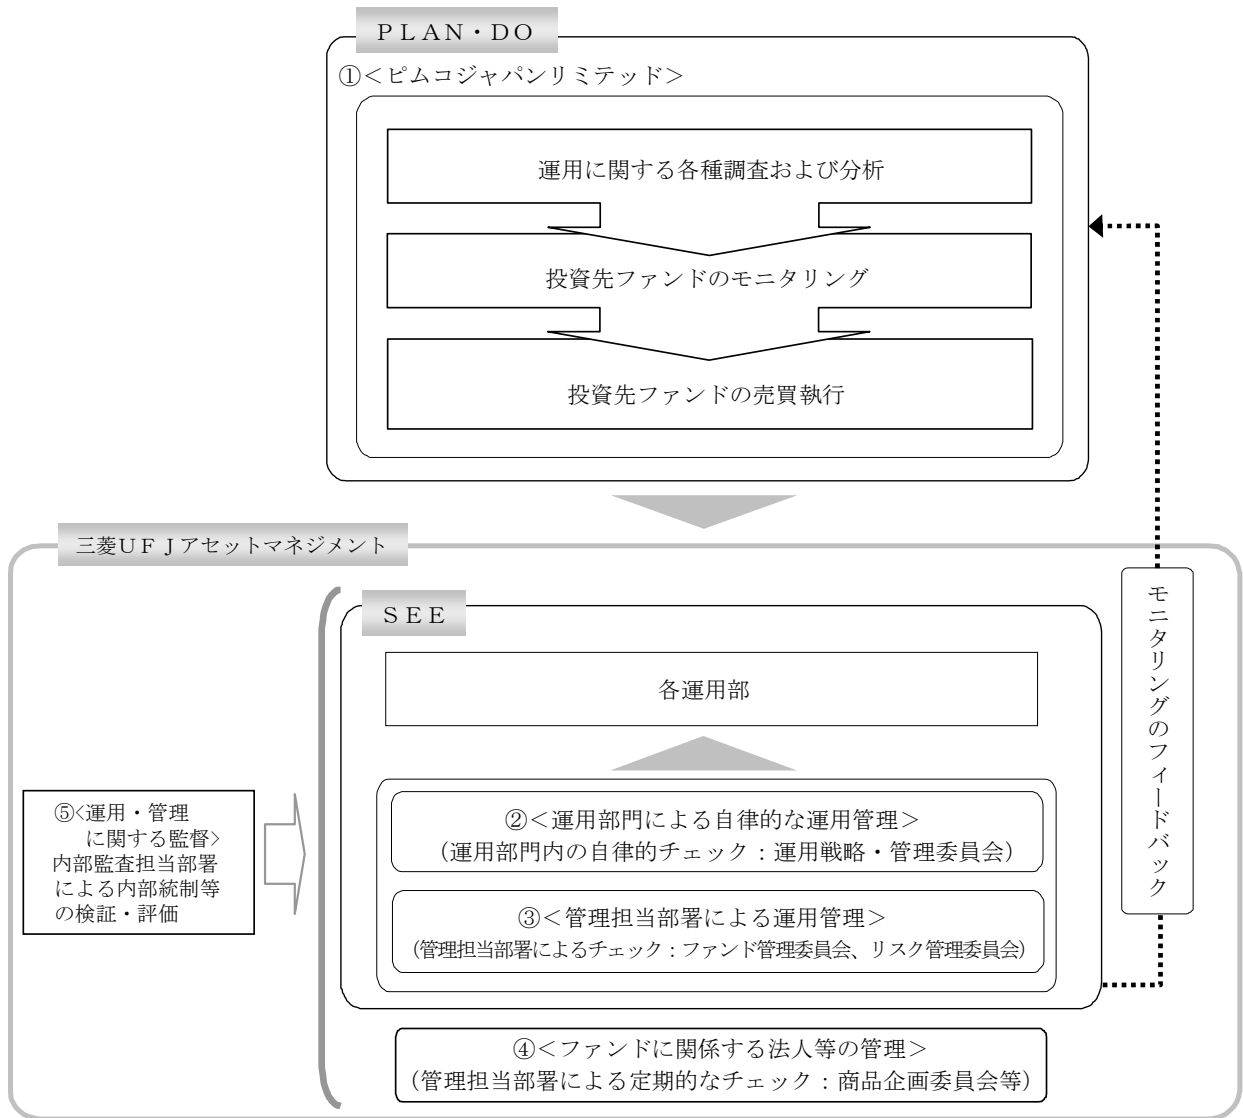 ＰＬＡＮ・ＤＯ
①＜ピムコジャパンリミテッド＞
運用に関する各種調査および分析
投資先ファンドのモニタリング
投資先ファンドの売買執行
三菱ＵＦＪアセットマネジメント
ＳＥＥ
各運用部
②＜運用部門による自律的な運用管理＞
（運用部門内の自律的チェック：運用戦略・管理委員会）
③＜管理担当部署による運用管理＞
（管理担当部署によるチェック：ファンド管理委員会、リスク管理委員会）
④＜ファンドに関係する法人等の管理＞
（管理担当部署による定期的なチェック：商品企画委員会等）
⑤<運用・管理
に関する監督>
内部監査担当部署
による内部統制等
の検証・評価
モニタリングのフィードバック